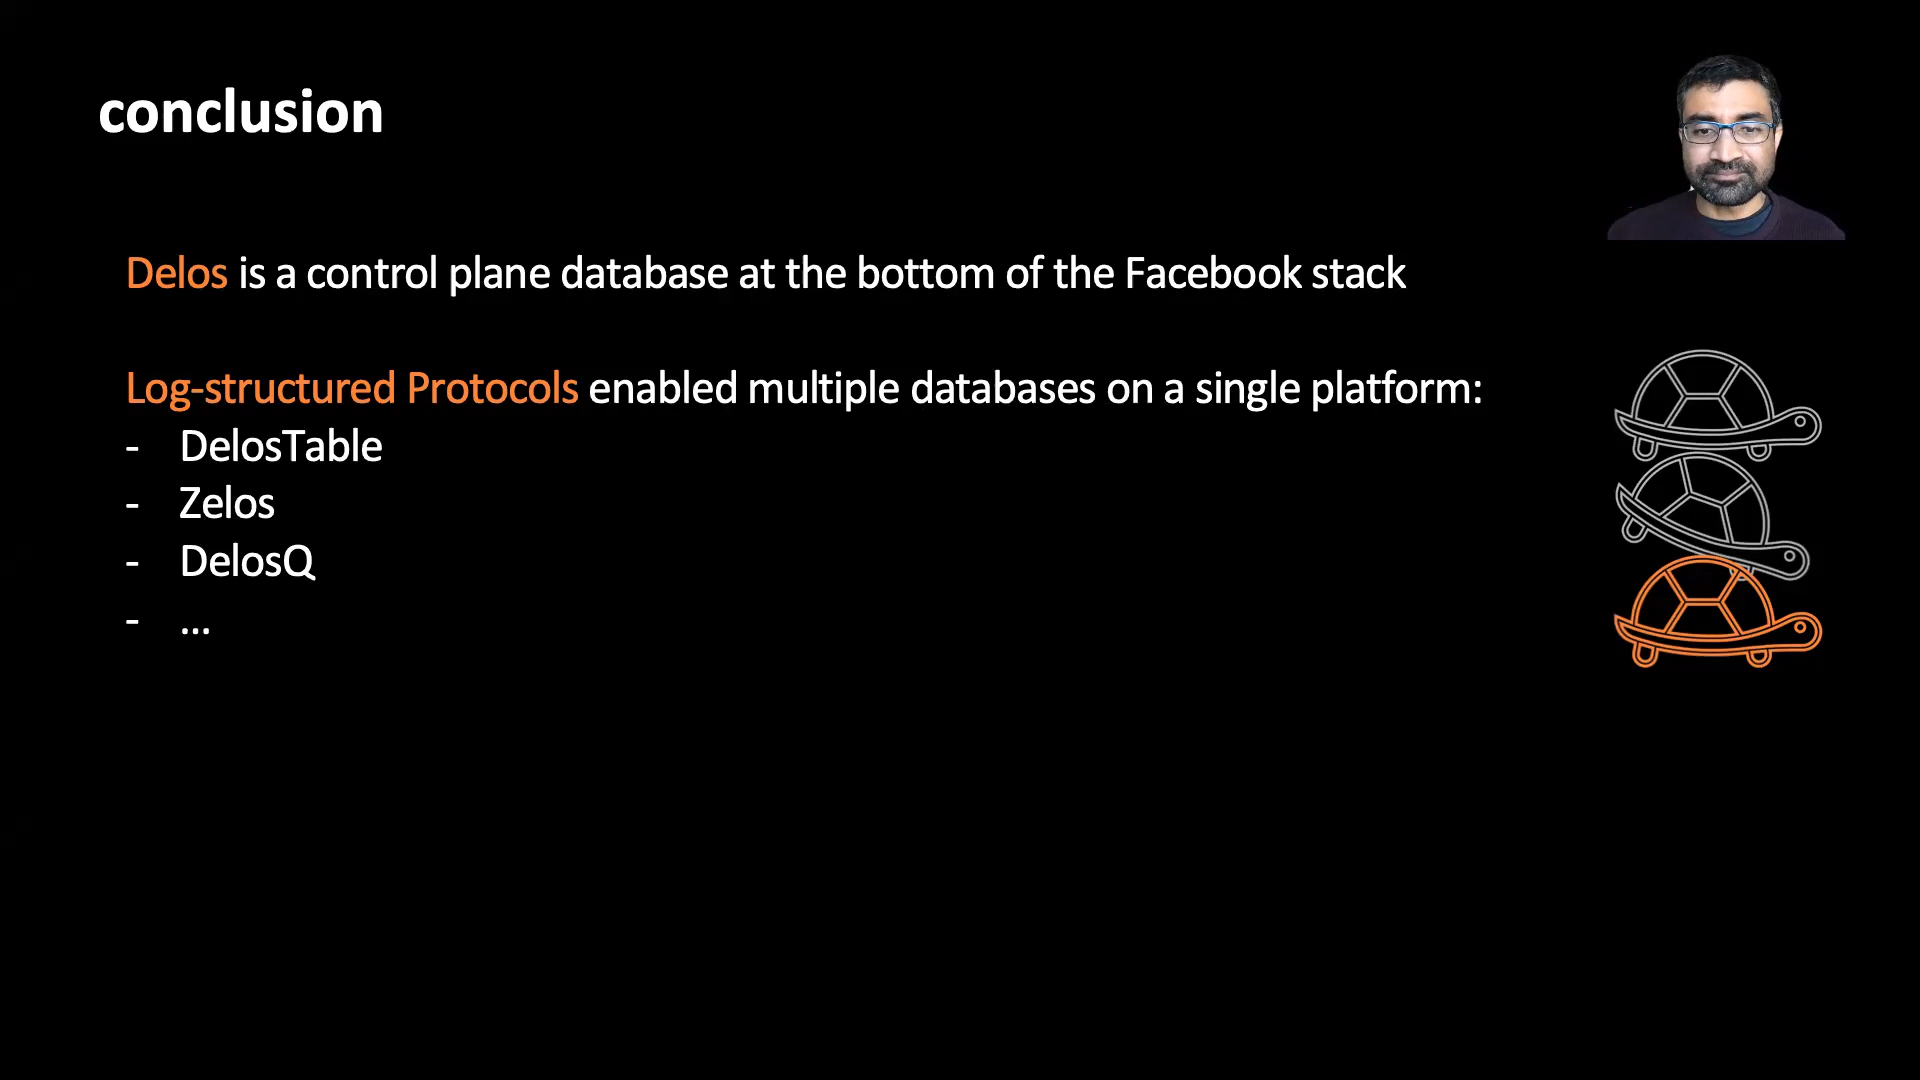 conclusion
Delos is a control plane database at the bottom of the Facebook stack
Log-structured Protocols enabled multiple databases on a single platform:
- DelosTable
- Zelos
- DelosQ
- ...